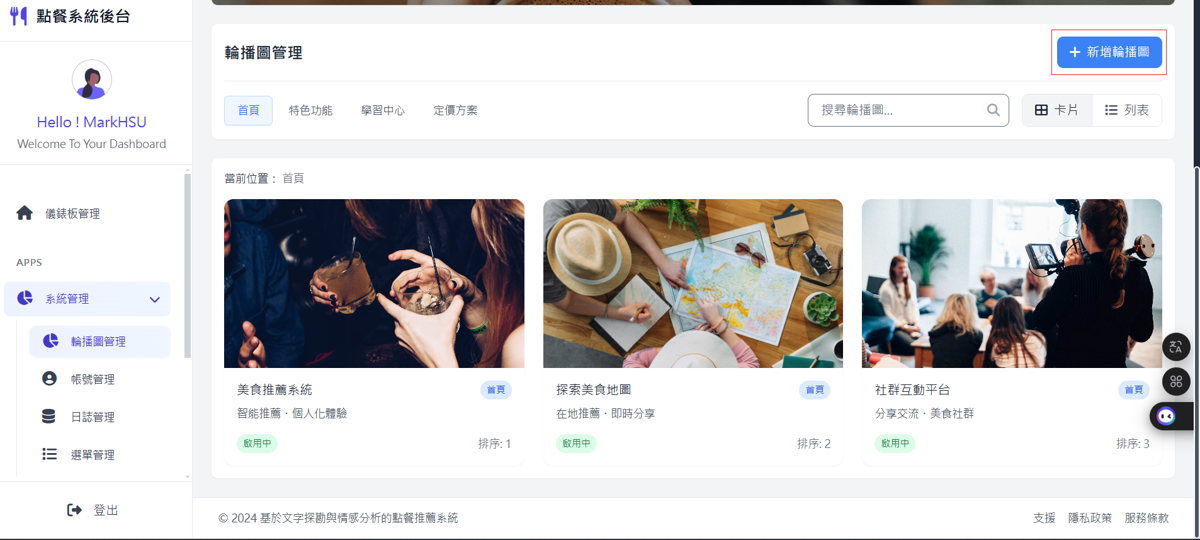 點餐系統後台
Hello ! MarkHSU
Welcome To Your Dashboard
儀錶板管理
APPS
系統管理
輪播圖管理
帳號管理
日誌管理
選單管理
登出
輪播圖管理
新增輪播圖
首頁 特色功能 學習中心 定價方案
搜尋輪播圖...
卡片 列表
當前位置： 首頁
美食推薦系統 首頁
智能推薦・個人化體驗
啟用中 排序: 1
探索美食地圖 首頁
在地推薦・即時分享
啟用中 排序: 2
社群互動平台 首頁
分享交流・美食社群
啟用中 排序: 3
© 2024 基於文字探勘與情感分析的點餐推薦系統
支援 隱私政策 服務條款